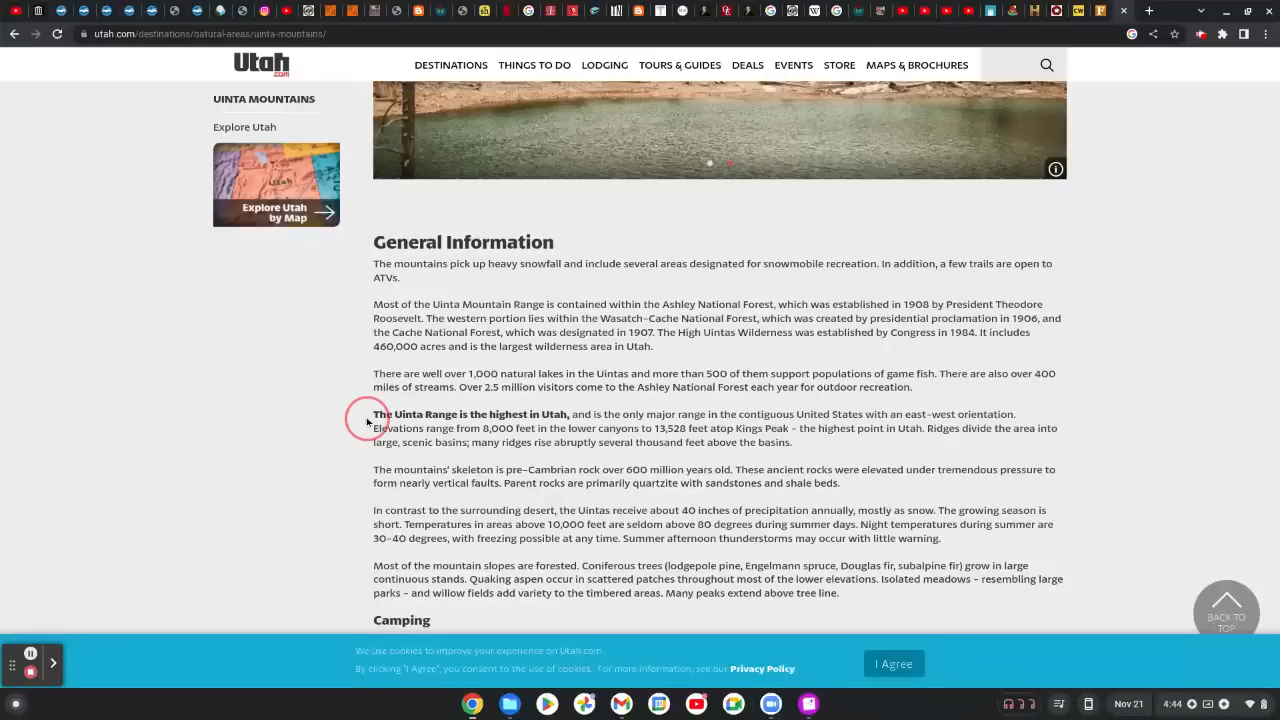 utah.com/destinations/natural-areas/uinta-mountains/
Utah
.com
DESTINATIONS THINGS TO DO LODGING TOURS & GUIDES DEALS EVENTS STORE MAPS & BROCHURES
UINTA MOUNTAINS
Explore Utah
Utah
Explore Utah
by Map
General Information
The mountains pick up heavy snowfall and include several areas designated for snowmobile recreation. In addition, a few trails are open to
ATVs.
Most of the Uinta Mountain Range is contained within the Ashley National Forest, which was established in 1908 by President Theodore
Roosevelt. The western portion lies within the Wasatch-Cache National Forest, which was created by presidential proclamation in 1906, and
the Cache National Forest, which was designated in 1907. The High Uintas Wilderness was established by Congress in 1984. It includes
460,000 acres and is the largest wilderness area in Utah.
There are well over 1,000 natural lakes in the Uintas and more than 500 of them support populations of game fish. There are also over 400
miles of streams. Over 2.5 million visitors come to the Ashley National Forest each year for outdoor recreation.
The Uinta Range is the highest in Utah, and is the only major range in the contiguous United States with an east-west orientation.
Elevations range from 8,000 feet in the lower canyons to 13,528 feet atop Kings Peak - the highest point in Utah. Ridges divide the area into
large, scenic basins; many ridges rise abruptly several thousand feet above the basins.
The mountains' skeleton is pre-Cambrian rock over 600 million years old. These ancient rocks were elevated under tremendous pressure to
form nearly vertical faults. Parent rocks are primarily quartzite with sandstones and shale beds.
In contrast to the surrounding desert, the Uintas receive about 40 inches of precipitation annually, mostly as snow. The growing season is
short. Temperatures in areas above 10,000 feet are seldom above 80 degrees during summer days. Night temperatures during summer are
30-40 degrees, with freezing possible at any time. Summer afternoon thunderstorms may occur with little warning.
Most of the mountain slopes are forested. Coniferous trees (lodgepole pine, Engelmann spruce, Douglas fir, subalpine fir) grow in large
continuous stands. Quaking aspen occur in scattered patches throughout most of the lower elevations. Isolated meadows - resembling large
parks - and willow fields add variety to the timbered areas. Many peaks extend above tree line.
Camping
BACK TO
TOP
We use cookies to improve your experience on Utah.com.
By clicking "I Agree", you consent to the use of cookies. For more information, see our Privacy Policy
I Agree
Nov 21 4:44